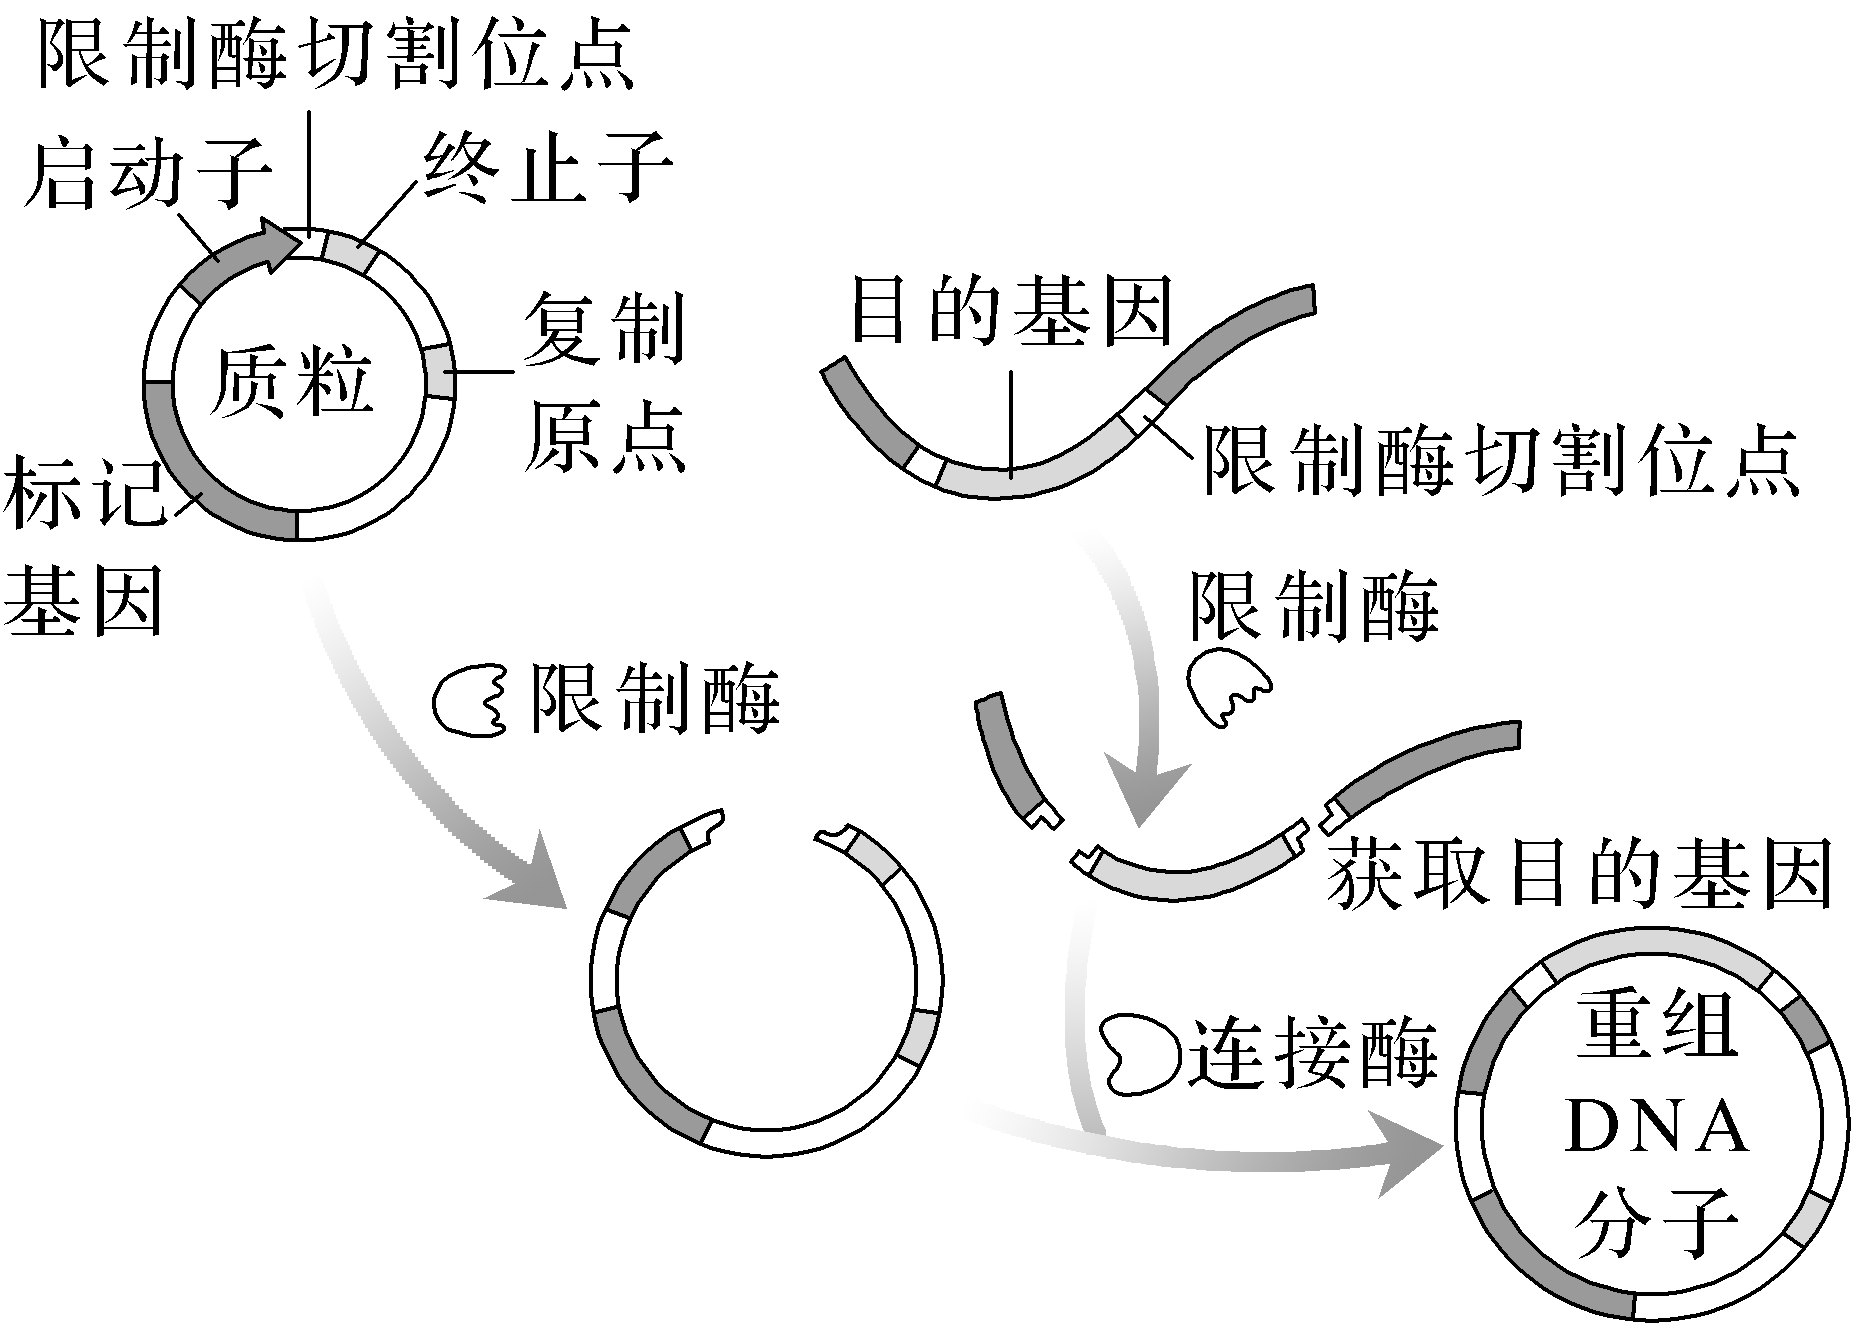 限制酶切割位点
启动子
终止子
质粒
复制
原点
标记
基因
目的基因
限制酶切割位点
限制酶
限制酶
获取目的基因
连接酶
重组
DNA
分子